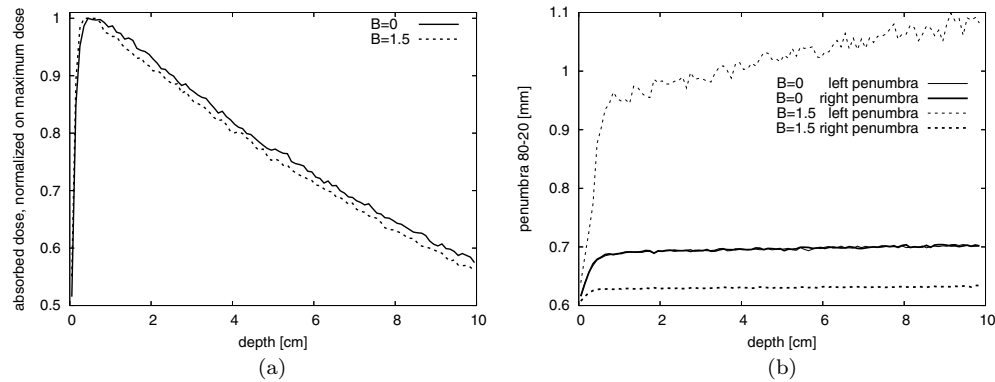 absorbed dose, normalized on maximum dose
1
0.9
0.8
0.7
0.6
0.5
0 2 4 6 8 10
depth [cm]
B=0
B=1.5
(a)
penumbra 80-20 [mm]
1.1
1
0.9
0.8
0.7
0.6
0 2 4 6 8 10
depth [cm]
B=0 left penumbra
B=0 right penumbra
B=1.5 left penumbra
B=1.5 right penumbra
(b)